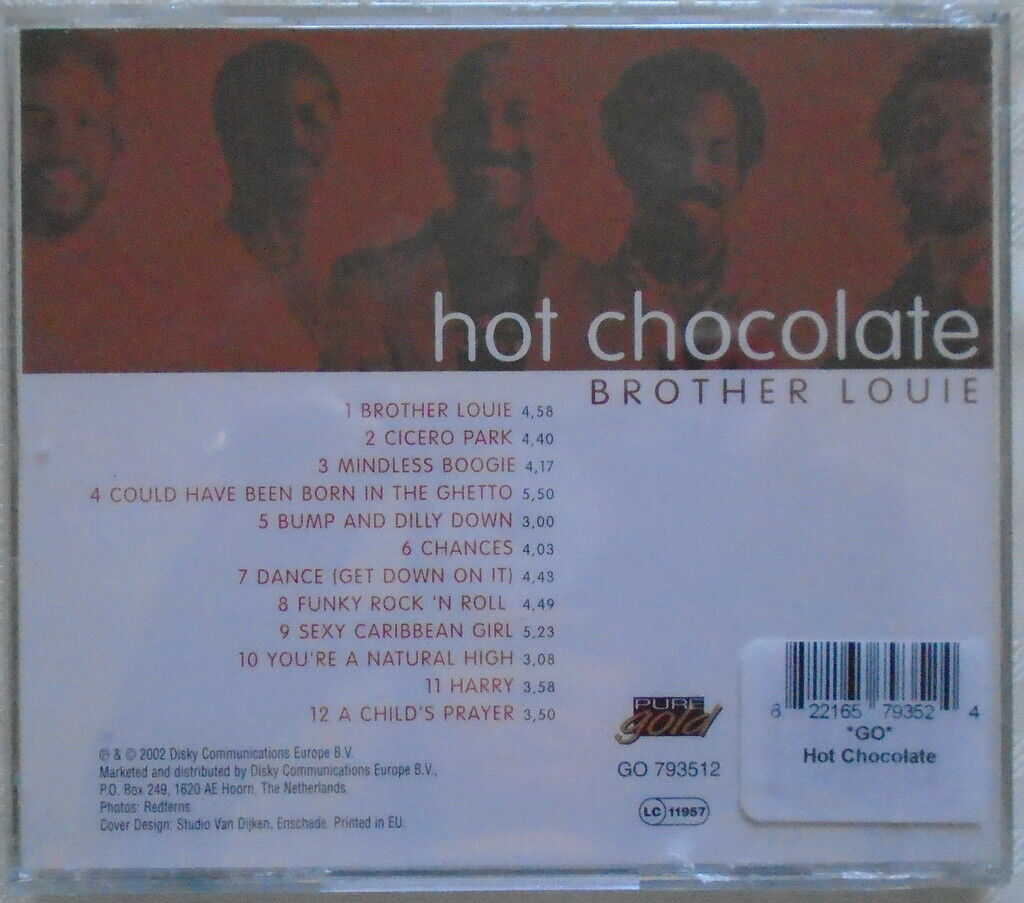 hot chocolate
BROTHER LOUIE
1 BROTHER LOUIE 4,58
2 CICERO PARK 4,40
3 MINDLESS BOOGIE 4,17
4 COULD HAVE BEEN BORN IN THE GHETTO 5,50
5 BUMP AND DILLY DOWN 3,00
6 CHANCES 4,03
7 DANCE (GET DOWN ON IT) 4,43
8 FUNKY ROCK 'N ROLL 4,49
9 SEXY CARIBBEAN GIRL 5,23
10 YOU'RE A NATURAL HIGH 3,08
11 HARRY 3,58
12 A CHILD'S PRAYER 3,50
℗ & © 2002 Disky Communications Europe B.V.
Marketed and distributed by Disky Communications Europe B.V.,
P.O. Box 249, 1620 AE Hoorn, The Netherlands.
Photos: Redferns
Cover Design: Studio Van Dijken, Enschede. Printed in EU.
PURE
gold
GO 793512
LC 11957
8 22165 79352 4
*GO*
Hot Chocolate